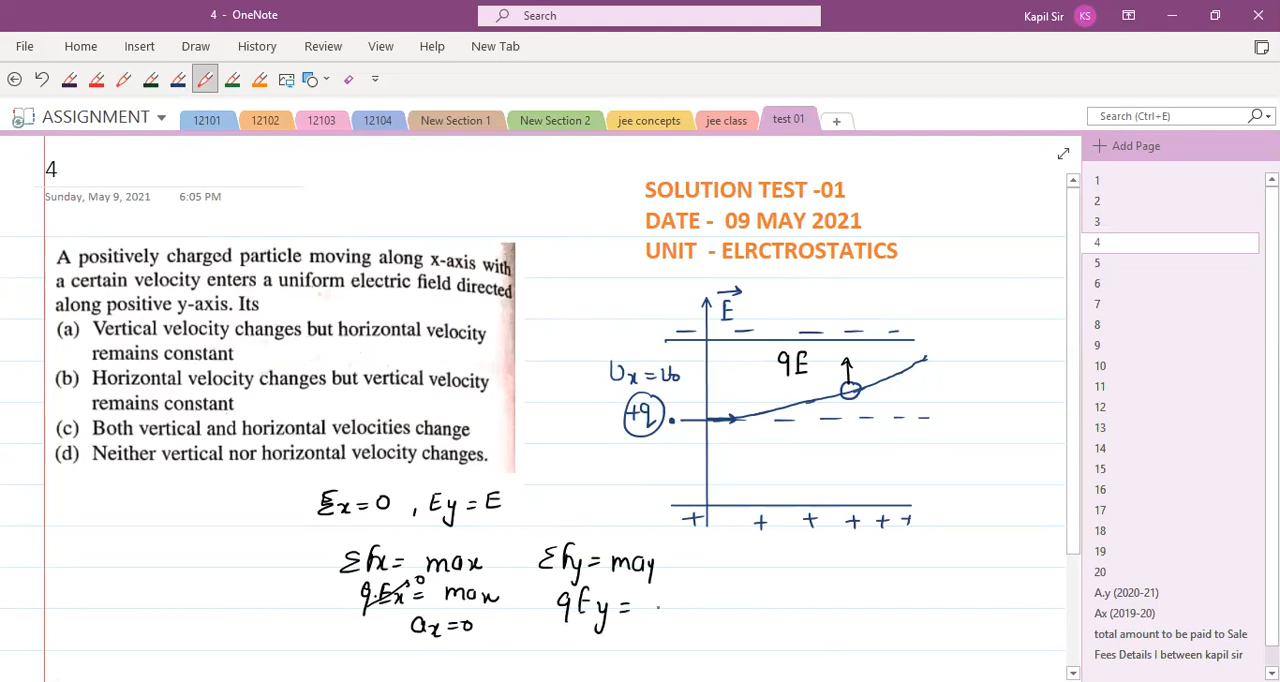 4 - OneNote
Search
Kapil Sir
KS
File Home Insert Draw History Review View Help New Tab
ASSIGNMENT
12101 12102 12103 12104 New Section 1 New Section 2 jee concepts jee class test 01
Search (Ctrl+E)
Add Page
4
Sunday, May 9, 2021 6:05 PM
SOLUTION TEST -01
DATE - 09 MAY 2021
UNIT - ELRCTROSTATICS
A positively charged particle moving along x-axis with
a certain velocity enters a uniform electric field directed
along positive y-axis. Its
(a) Vertical velocity changes but horizontal velocity
remains constant
(b) Horizontal velocity changes but vertical velocity
remains constant
(c) Both vertical and horizontal velocities change
(d) Neither vertical nor horizontal velocity changes.
E
qE
Ux = U0
+q
+ + + + + +
Ex = 0 , Ey = E
Σfx = max
q.Ex 0 = max
ax = 0
Σfy = may
qEy =
1
2
3
4
5
6
7
8
9
10
11
12
13
14
15
16
17
18
19
20
A.y (2020-21)
Ax (2019-20)
total amount to be paid to Sale
Fees Details I between kapil sir